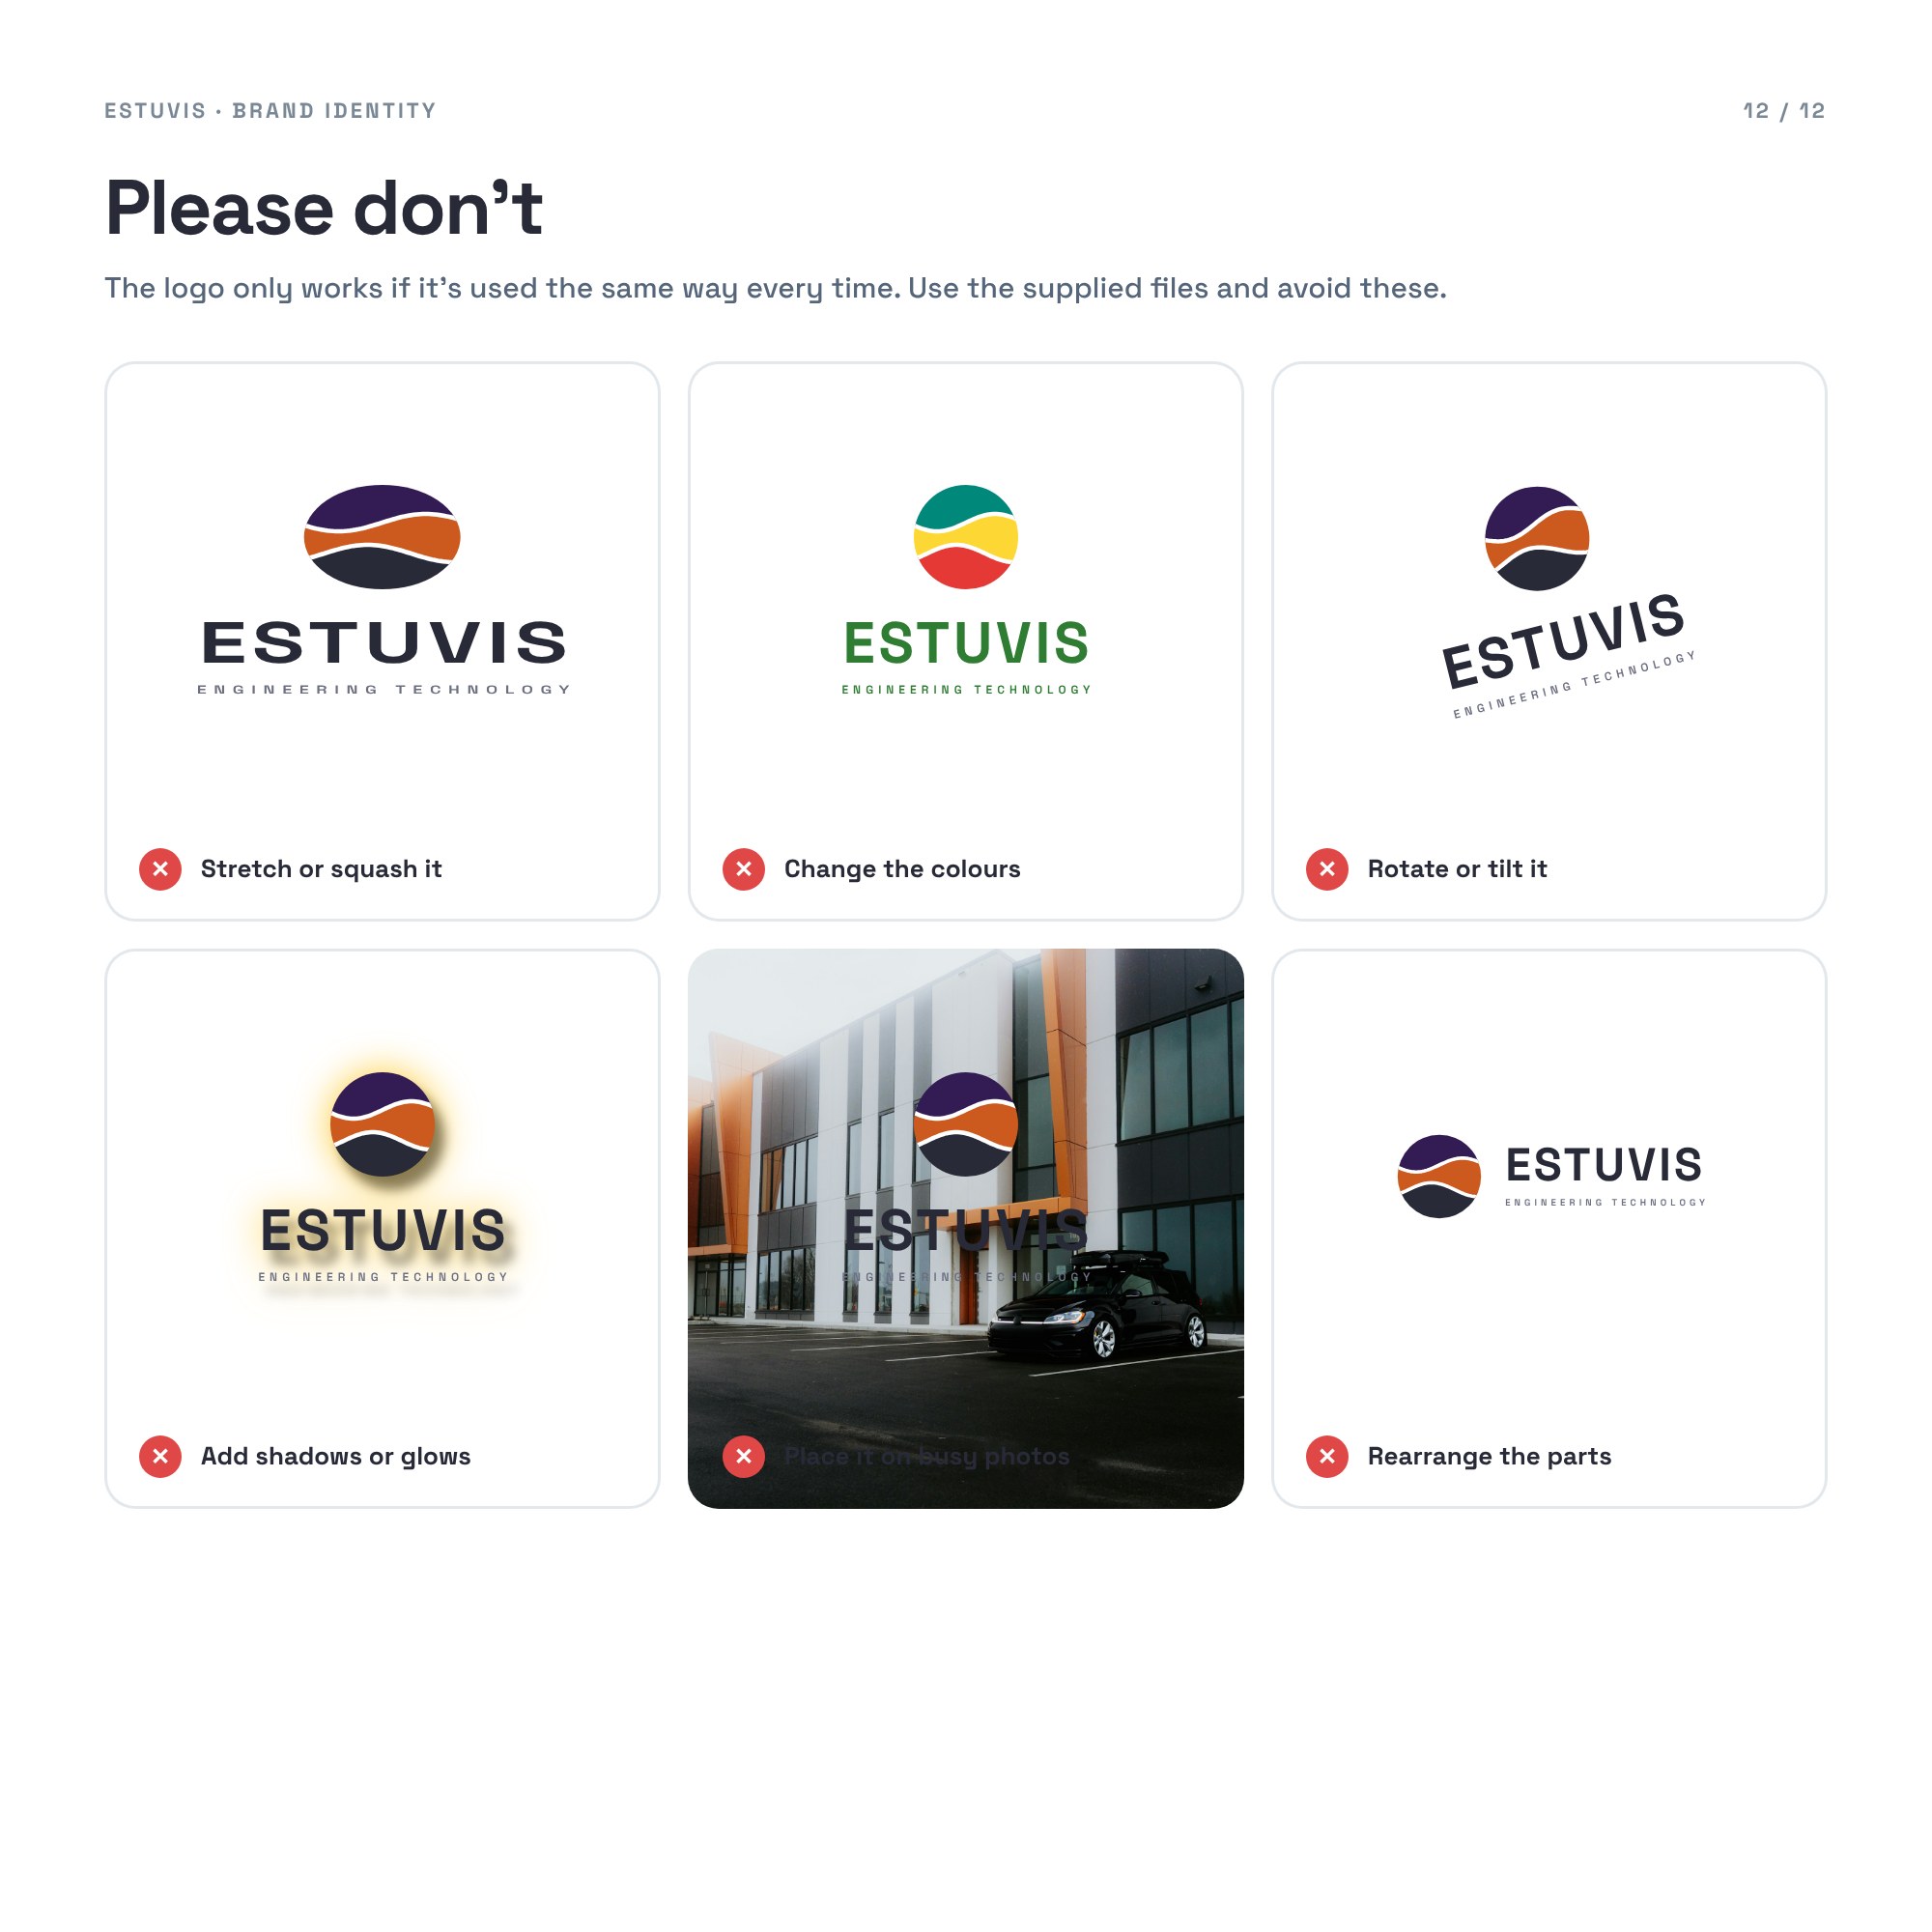 ESTUVIS · BRAND IDENTITY
12 / 12
Please don’t
The logo only works if it’s used the same way every time. Use the supplied files and avoid these.
ESTUVIS
ENGINEERING TECHNOLOGY
Stretch or squash it
ESTUVIS
ENGINEERING TECHNOLOGY
Change the colours
ESTUVIS
ENGINEERING TECHNOLOGY
Rotate or tilt it
ESTUVIS
ENGINEERING TECHNOLOGY
Add shadows or glows
ESTUVIS
ENGINEERING TECHNOLOGY
Place it on busy photos
ESTUVIS
ENGINEERING TECHNOLOGY
Rearrange the parts